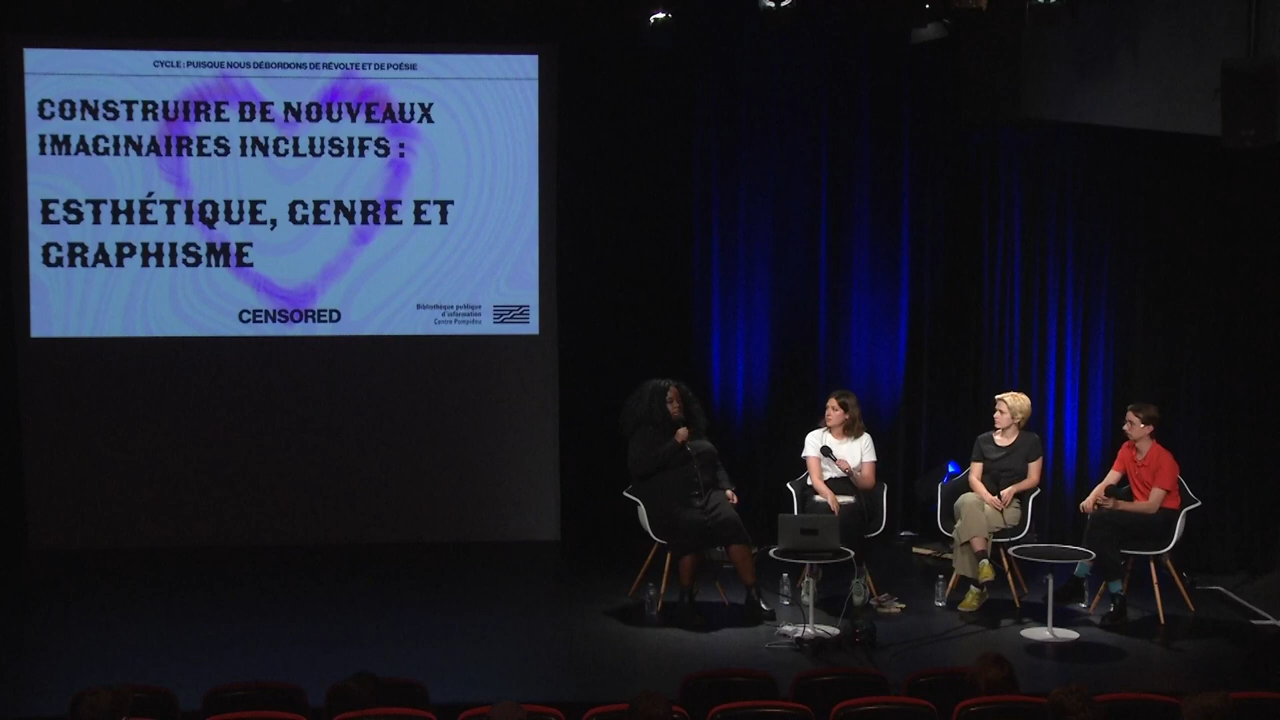 CYCLE : PUISQUE NOUS DÉBORDONS DE RÉVOLTE ET DE POÉSIE
CONSTRUIRE DE NOUVEAUX
IMAGINAIRES INCLUSIFS :
ESTHÉTIQUE, GENRE ET
GRAPHISME
CENSORED
Bibliothèque publique
d'information
Centre Pompidou